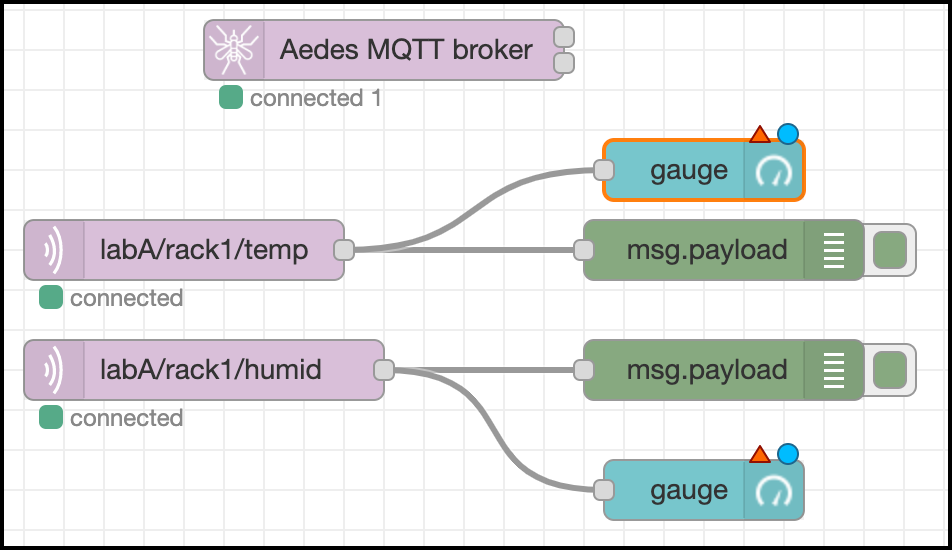 Aedes MQTT broker
connected 1
gauge
labA/rack1/temp
msg.payload
connected
labA/rack1/humid
msg.payload
connected
gauge